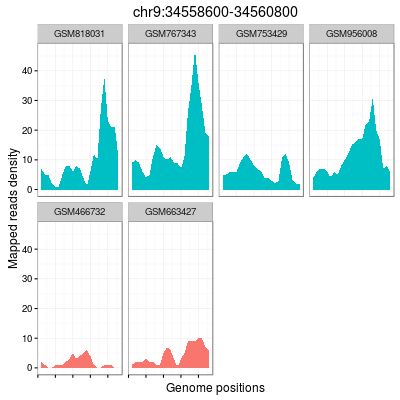 chr9:34558600-34560800
GSM818031 GSM767343 GSM753429 GSM956008
40
30
20
10
0
Mapped reads density
GSM466732 GSM663427
40
30
20
10
0
Genome positions